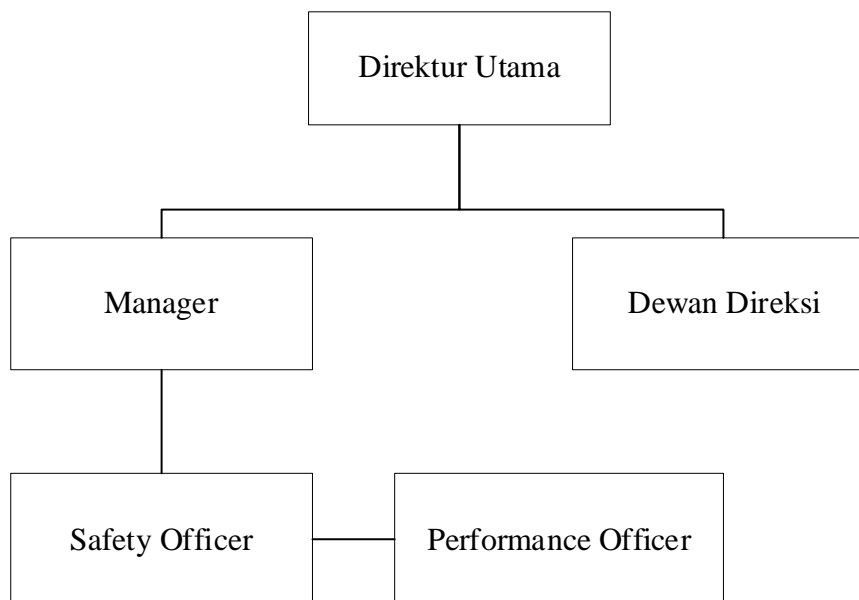 Direktur Utama
Manager
Dewan Direksi
Safety Officer
Performance Officer